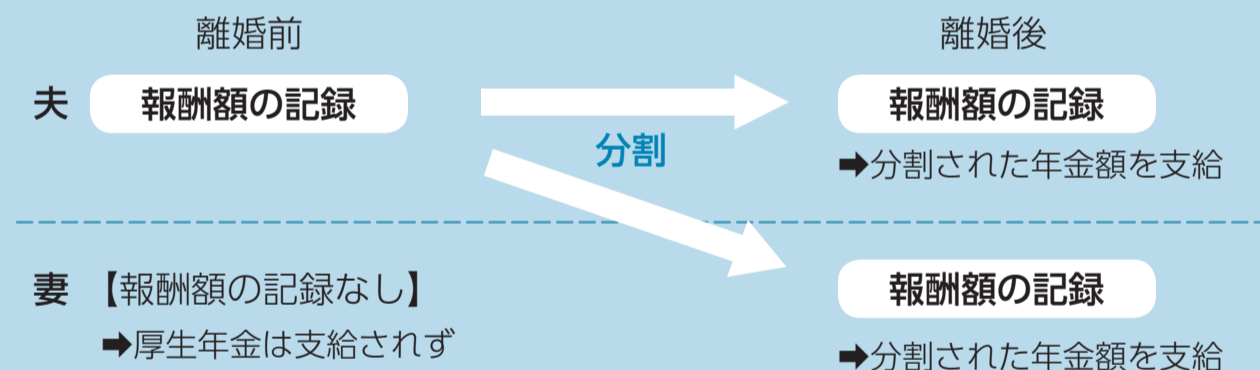 離婚前
離婚後
夫
報酬額の記録
分割
報酬額の記録
➡分割された年金額を支給
妻
【報酬額の記録なし】
➡厚生年金は支給されず
報酬額の記録
➡分割された年金額を支給